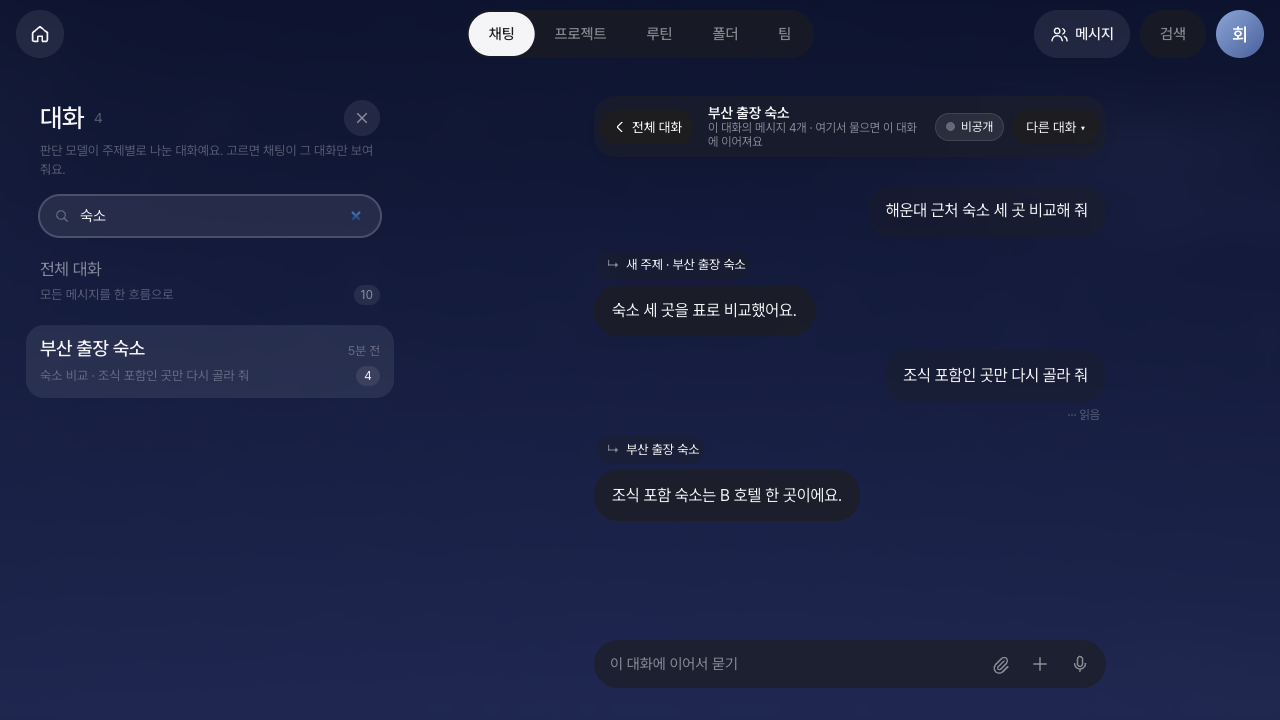 채팅
프로젝트
루틴
폴더
팀
메시지
검색
회
대화 4
판단 모델이 주제별로 나눈 대화예요. 고르면 채팅이 그 대화만 보여
줘요.
숙소
전체 대화
모든 메시지를 한 흐름으로
10
부산 출장 숙소
5분 전
숙소 비교 · 조식 포함인 곳만 다시 골라 줘
4
전체 대화
부산 출장 숙소
이 대화의 메시지 4개 · 여기서 물으면 이 대화
에 이어져요
비공개
다른 대화 ▾
해운대 근처 숙소 세 곳 비교해 줘
새 주제 · 부산 출장 숙소
숙소 세 곳을 표로 비교했어요.
조식 포함인 곳만 다시 골라 줘
··· 읽음
부산 출장 숙소
조식 포함 숙소는 B 호텔 한 곳이에요.
이 대화에 이어서 묻기